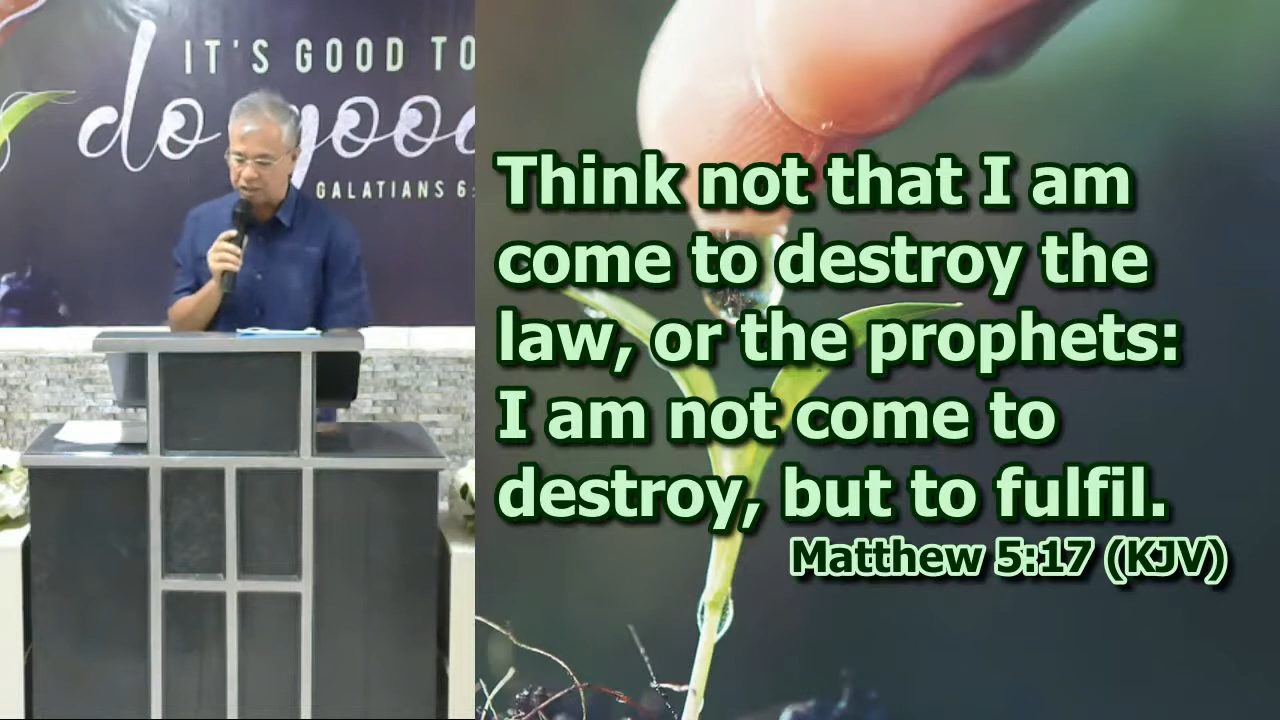 IT'S GOOD TO
do good
GALATIANS 6:
Think not that I am
come to destroy the
law, or the prophets:
I am not come to
destroy, but to fulfil.
Matthew 5:17 (KJV)